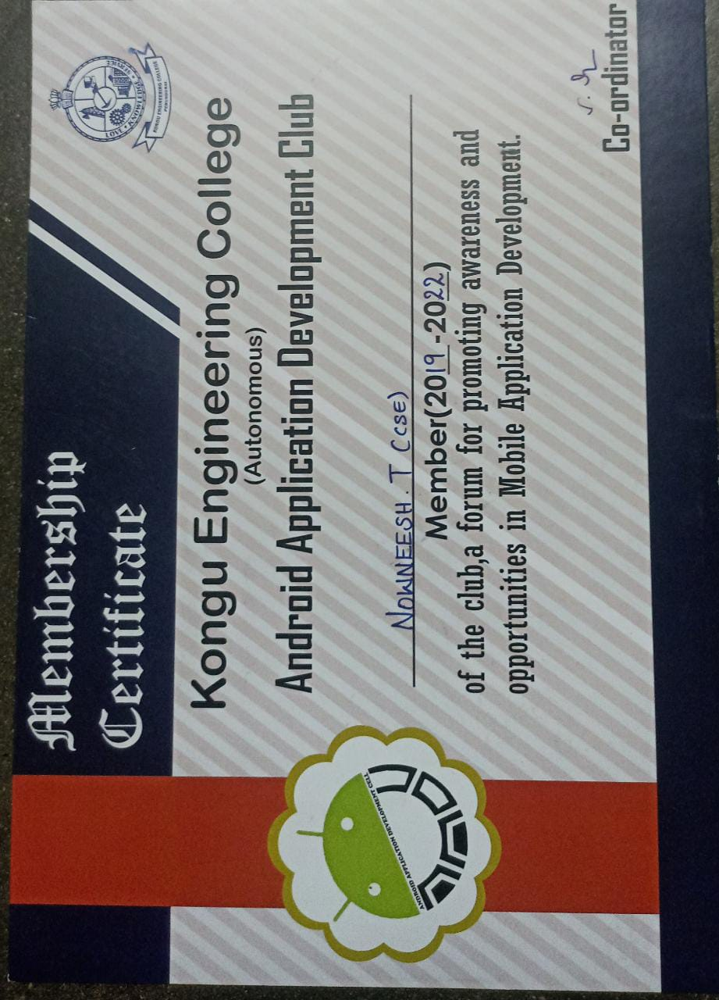 Membership
Certificate
LOVE • KNOWLEDGE • SERVICE
KONGU ENGINEERING COLLEGE
PERUNDURAI
Kongu Engineering College
(Autonomous)
Android Application Development Club
NOWNEESH. T (CSE)
Member(2019-2022)
of the club,a forum for promoting awareness and
opportunities in Mobile Application Development.
ANDROID APPLICATION DEVELOPMENT CELL
Co-ordinator